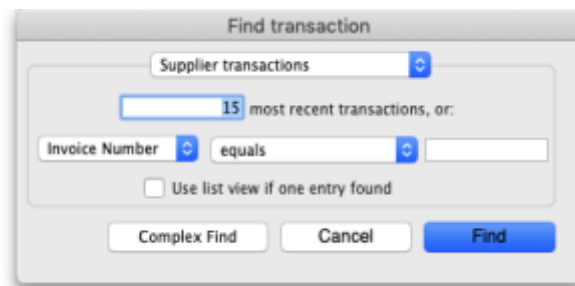 Find transaction
Supplier transactions
15 most recent transactions, or:
Invoice Number equals
Use list view if one entry found
Complex Find Cancel Find